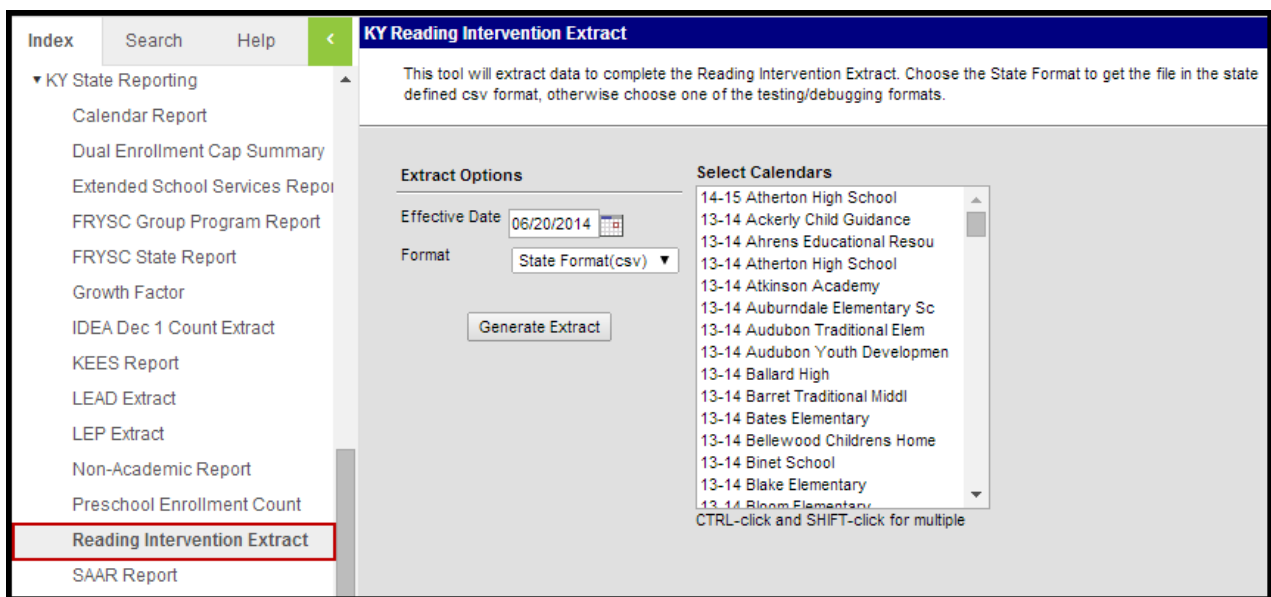 Index Search Help <
▾ KY State Reporting
Calendar Report
Dual Enrollment Cap Summary
Extended School Services Repor
FRYSC Group Program Report
FRYSC State Report
Growth Factor
IDEA Dec 1 Count Extract
KEES Report
LEAD Extract
LEP Extract
Non-Academic Report
Preschool Enrollment Count
Reading Intervention Extract
SAAR Report
KY Reading Intervention Extract
This tool will extract data to complete the Reading Intervention Extract. Choose the State Format to get the file in the state
defined csv format, otherwise choose one of the testing/debugging formats.
Extract Options
Effective Date 06/20/2014
Format State Format(csv) ▼
Generate Extract
Select Calendars
14-15 Atherton High School
13-14 Ackerly Child Guidance
13-14 Ahrens Educational Resou
13-14 Atherton High School
13-14 Atkinson Academy
13-14 Auburndale Elementary Sc
13-14 Audubon Traditional Elem
13-14 Audubon Youth Developmen
13-14 Ballard High
13-14 Barret Traditional Middl
13-14 Bates Elementary
13-14 Bellewood Childrens Home
13-14 Binet School
13-14 Blake Elementary
13-14 Bloom Elementary
CTRL-click and SHIFT-click for multiple